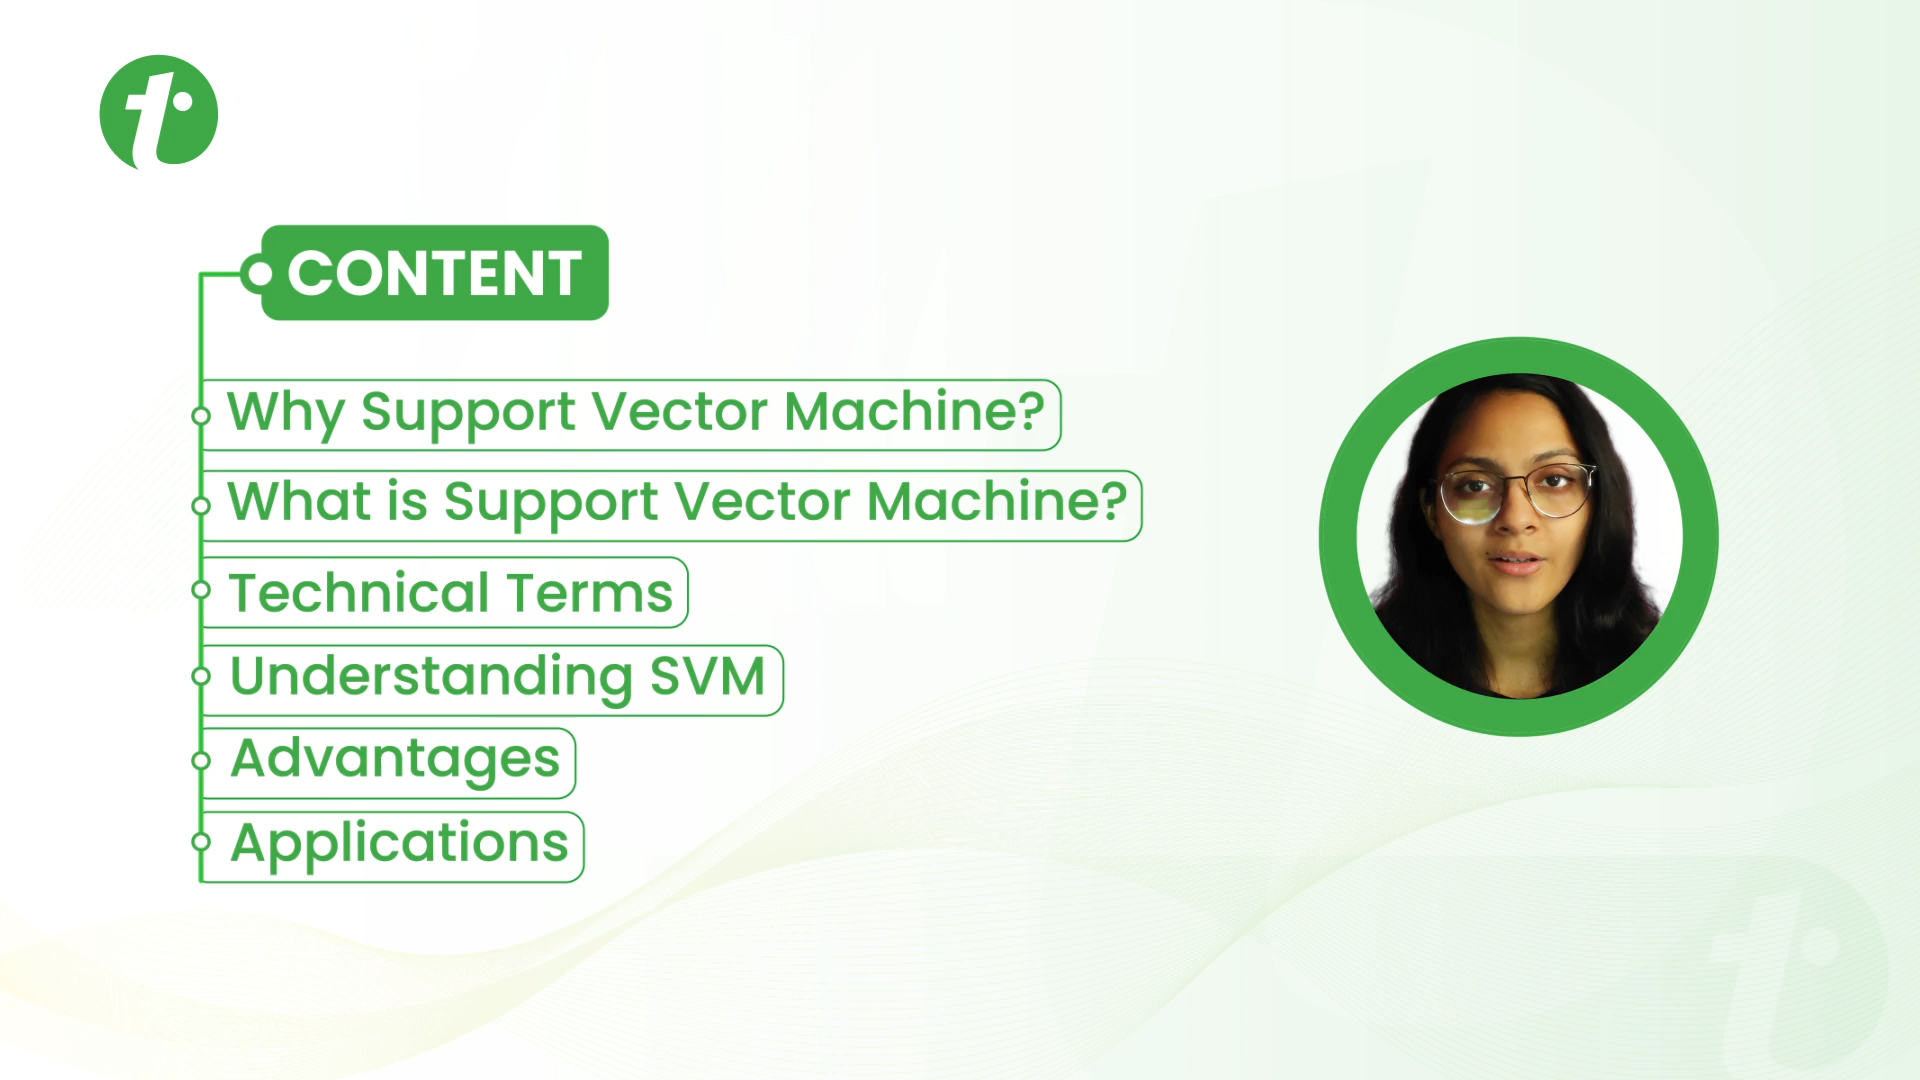 CONTENT
Why Support Vector Machine?
What is Support Vector Machine?
Technical Terms
Understanding SVM
Advantages
Applications